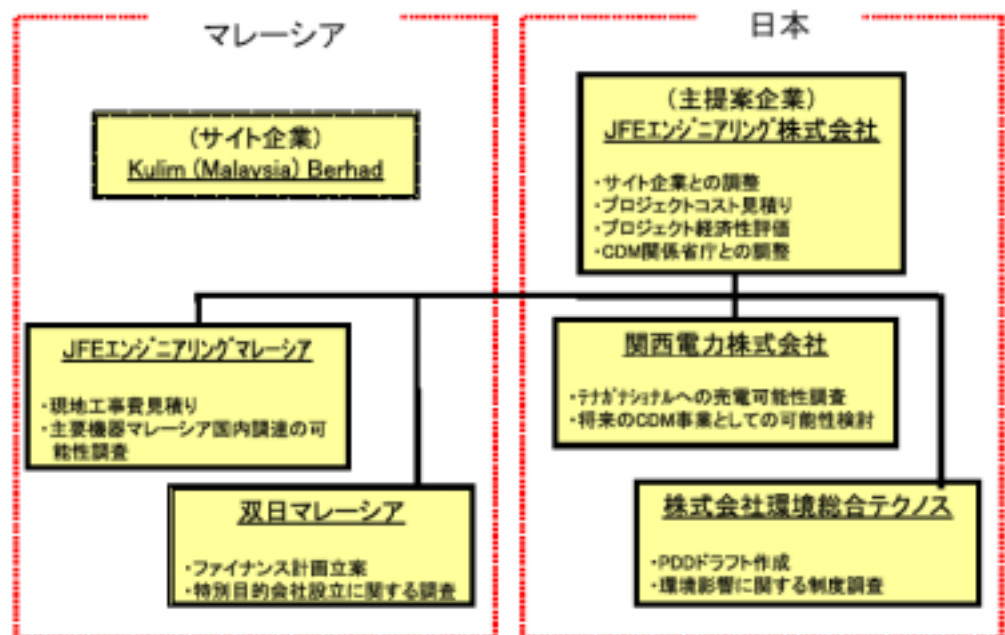 マレーシア
(サイト企業)
Kulim (Malaysia) Berhad
JFEエンジニアリングマレーシア
・現地工事費見積り
・主要機器マレーシア国内調達の可
能性調査
双日マレーシア
・ファイナンス計画立案
・特別目的会社設立に関する調査
日本
(主提案企業)
JFEエンジニアリング株式会社
・サイト企業との調整
・プロジェクトコスト見積り
・プロジェクト経済性評価
・CDM関係省庁との調整
関西電力株式会社
・テナガナショナルへの売電可能性調査
・将来のCDM事業としての可能性検討
株式会社環境総合テクノス
・PDDドラフト作成
・環境影響に関する制度調査